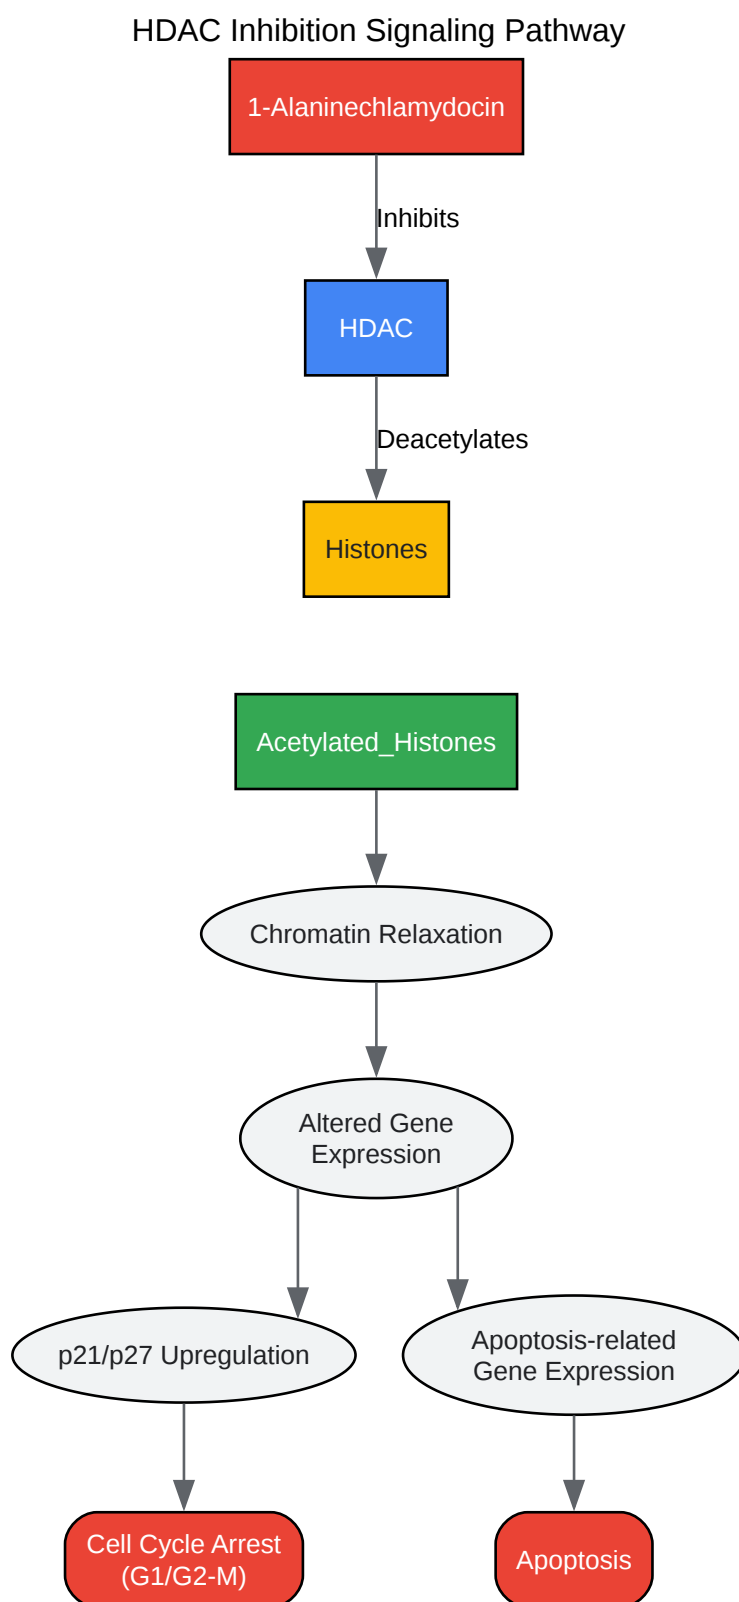 HDAC Inhibition Signaling Pathway
1-Alaninechlamydocin
Inhibits
HDAC
Deacetylates
Histones
Acetylated_Histones
Chromatin Relaxation
Altered Gene
Expression
p21/p27 Upregulation
Apoptosis-related
Gene Expression
Cell Cycle Arrest
(G1/G2-M)
Apoptosis